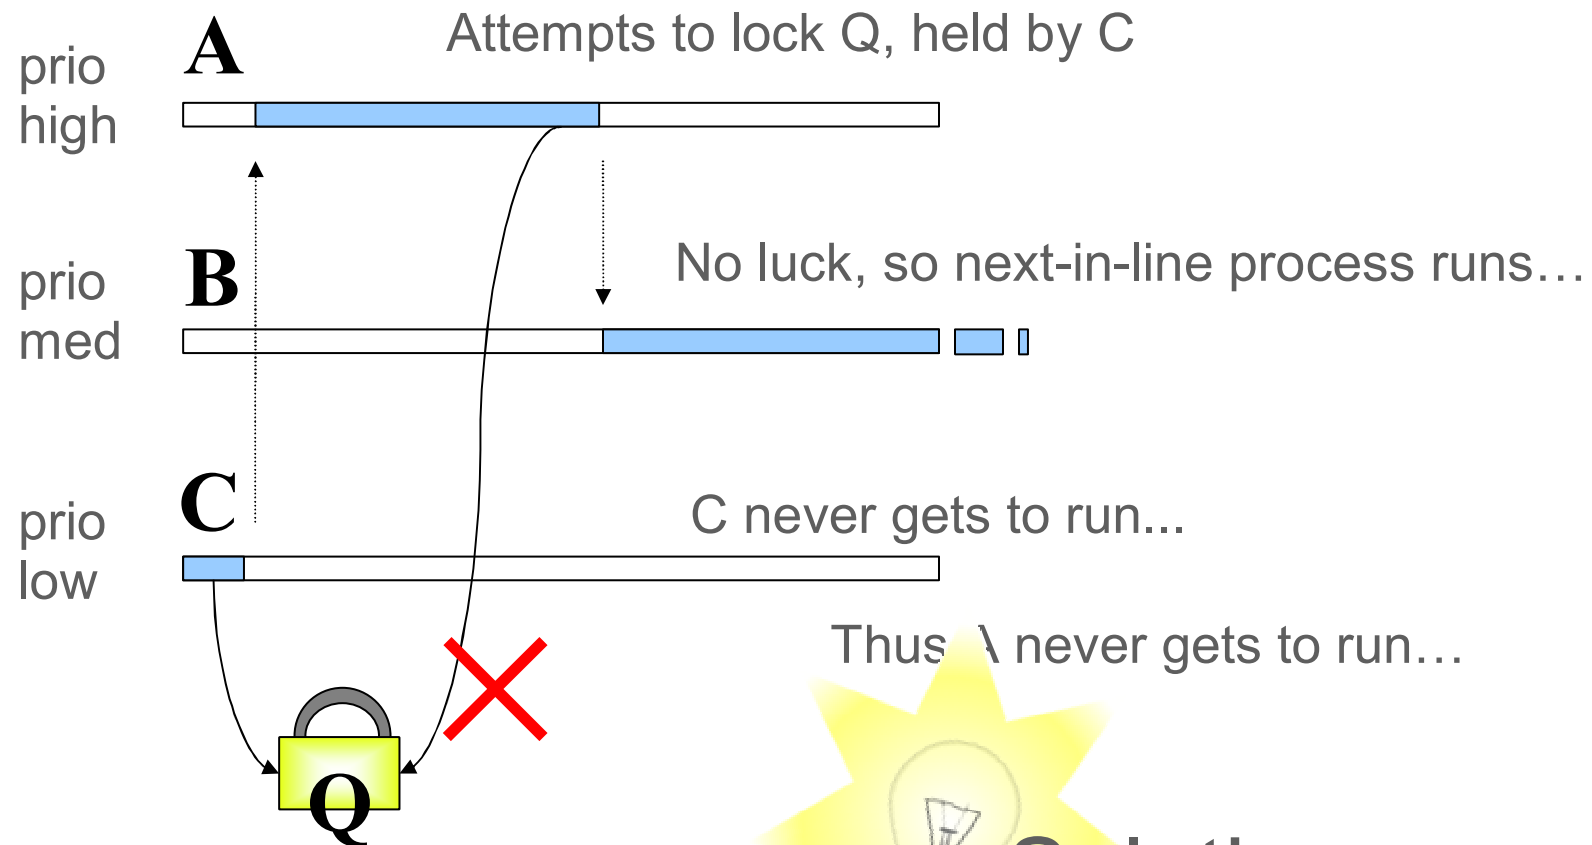 A
Attempts to lock Q, held by C
prio
high
B
No luck, so next-in-line process runs…
prio
med
C
C never gets to run...
prio
low
Thus A never gets to run…
Q